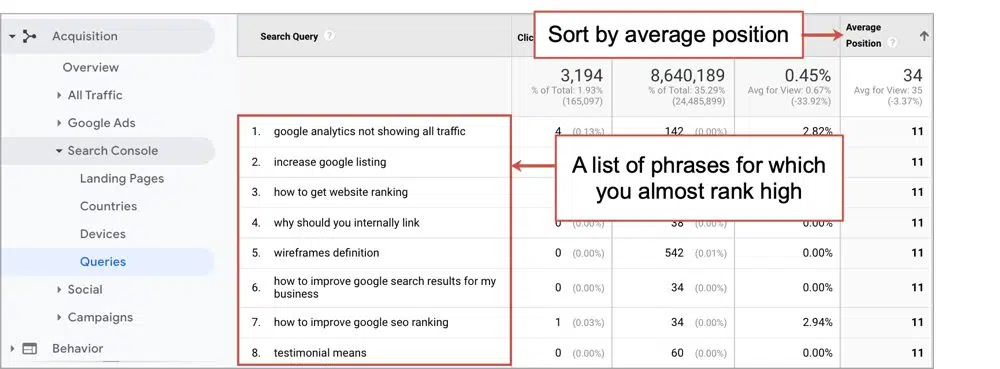 Acquisition
Overview
All Traffic
Google Ads
Search Console
Landing Pages
Countries
Devices
Queries
Social
Campaigns
Behavior
Search Query ?
Clic
Sort by average position
Average
Position ?
3,194
% of Total: 1.93%
(165,097)
8,640,189
% of Total: 35.29%
(24,485,899)
0.45%
Avg for View: 0.67%
(-33.92%)
34
Avg for View: 35
(-3.37%)
1. google analytics not showing all traffic 4 (0.13%) 142 (0.00%) 2.82% 11
2. increase google listing 11
3. how to get website ranking 11
A list of phrases for which
you almost rank high
4. why should you internally link 0 (0.00%) 38 (0.00%) 0.00% 11
5. wireframes definition 0 (0.00%) 542 (0.01%) 0.00% 11
6. how to improve google search results for my
business 0 (0.00%) 34 (0.00%) 0.00% 11
7. how to improve google seo ranking 1 (0.03%) 34 (0.00%) 2.94% 11
8. testimonial means 0 (0.00%) 60 (0.00%) 0.00% 11